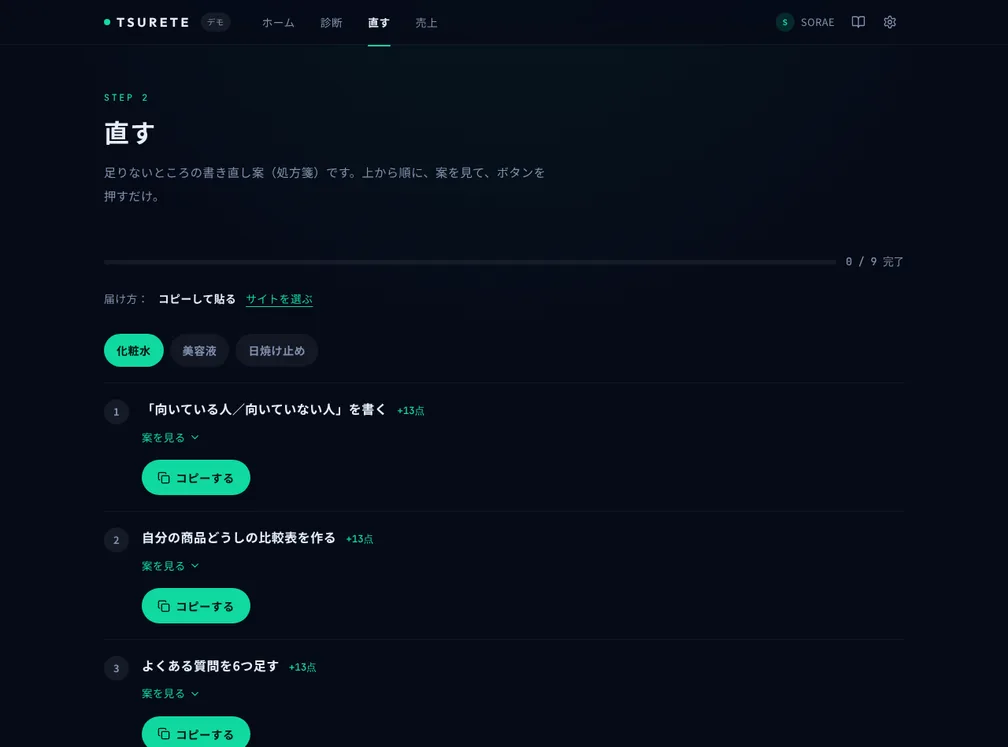 TSURETE デモ ホーム 診断 直す 売上 S SORAE
STEP 2
直す
足りないところの書き直し案（処方箋）です。上から順に、案を見て、ボタンを
押すだけ。
0 / 9 完了
届け方： コピーして貼る サイトを選ぶ
化粧水 美容液 日焼け止め
1 「向いている人／向いていない人」を書く +13点
案を見る
コピーする
2 自分の商品どうしの比較表を作る +13点
案を見る
コピーする
3 よくある質問を6つ足す +13点
案を見る
コピーする